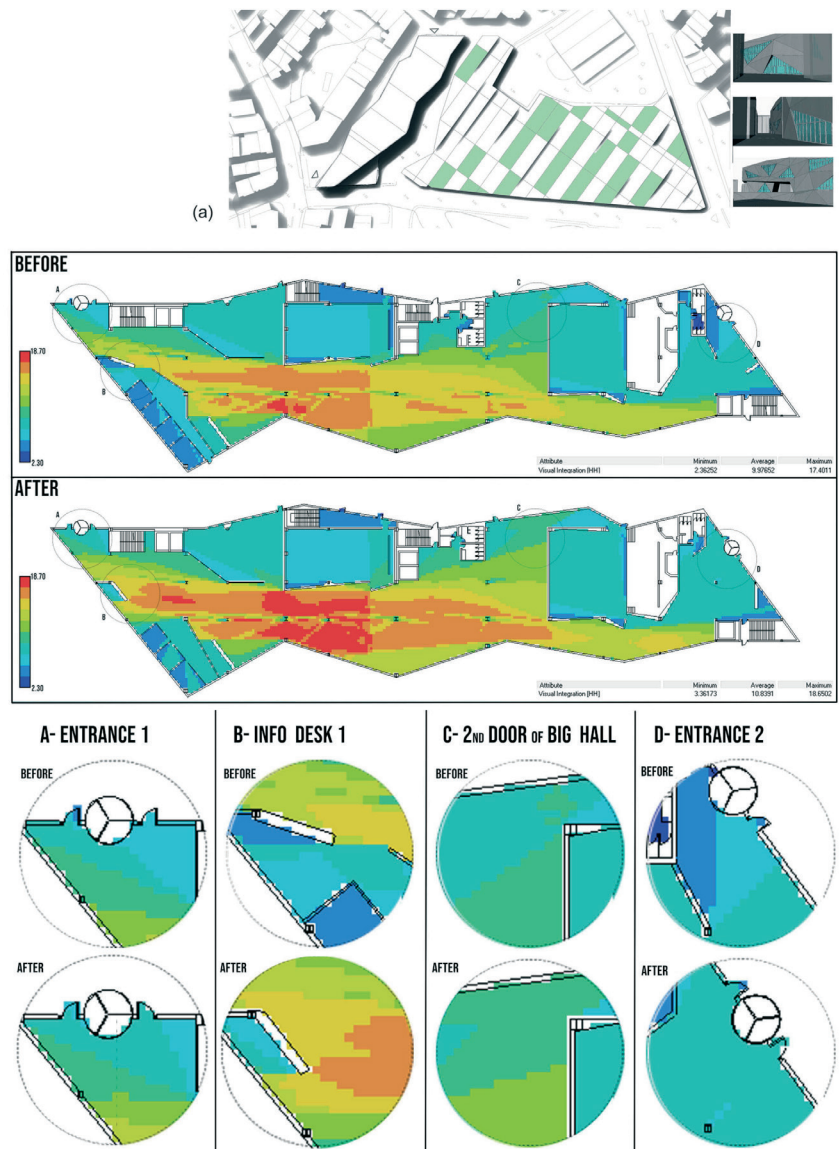 (a)
BEFORE
A
C
D
B
18.70
2.30
Attribute Minimum Average Maximum
Visual Integration [HH] 2.36252 9.97652 17.4011
AFTER
A
C
D
B
18.70
2.30
Attribute Minimum Average Maximum
Visual Integration [HH] 3.36173 10.8391 18.6502
A- ENTRANCE 1
B- INFO DESK 1
C- 2ND DOOR OF BIG HALL
D- ENTRANCE 2
BEFORE
BEFORE
BEFORE
BEFORE
AFTER
AFTER
AFTER
AFTER